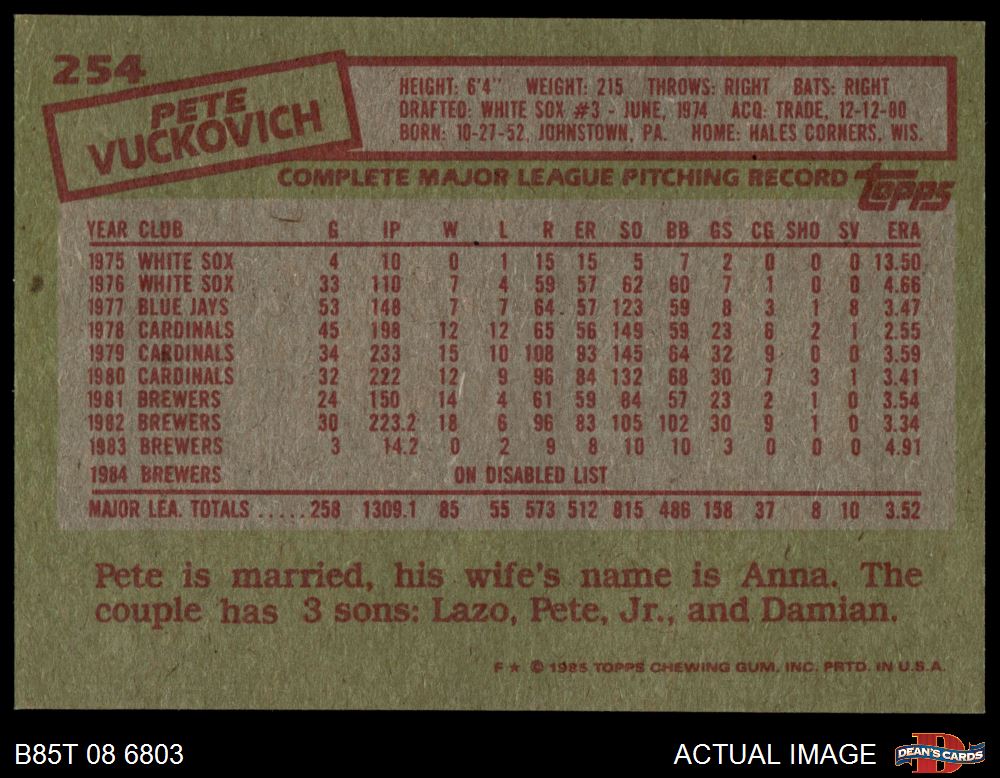 254
PETE
VUCKOVICH
HEIGHT: 6'4" WEIGHT: 215 THROWS: RIGHT BATS: RIGHT
DRAFTED: WHITE SOX #3 - JUNE, 1974 ACQ: TRADE, 12-12-80
BORN: 10-27-52, JOHNSTOWN, PA. HOME: HALES CORNERS, WIS.
COMPLETE MAJOR LEAGUE PITCHING RECORD topps
YEAR CLUB G IP W L R ER SO BB GS CG SHO SV ERA
1975 WHITE SOX 4 10 0 1 15 15 5 7 2 0 0 0 13.50
1976 WHITE SOX 33 110 7 4 59 57 62 60 7 1 0 0 4.66
1977 BLUE JAYS 53 148 7 7 64 57 123 59 8 3 1 8 3.47
1978 CARDINALS 45 198 12 12 65 56 149 59 23 6 2 1 2.55
1979 CARDINALS 34 233 15 10 108 93 145 64 32 9 0 0 3.59
1980 CARDINALS 32 222 12 9 96 84 132 68 30 7 3 1 3.41
1981 BREWERS 24 150 14 4 61 59 84 57 23 2 1 0 3.54
1982 BREWERS 30 223.2 18 6 96 83 105 102 30 9 1 0 3.34
1983 BREWERS 3 14.2 0 2 9 8 10 10 3 0 0 0 4.91
1984 BREWERS ON DISABLED LIST
MAJOR LEA. TOTALS .....258 1309.1 85 55 573 512 815 486 158 37 8 10 3.52
Pete is married, his wife's name is Anna. The
couple has 3 sons: Lazo, Pete, Jr., and Damian.
F ★ © 1985 TOPPS CHEWING GUM, INC. PRTD. IN U.S.A.
B85T 08 6803
ACTUAL IMAGE
DEAN'S CARDS